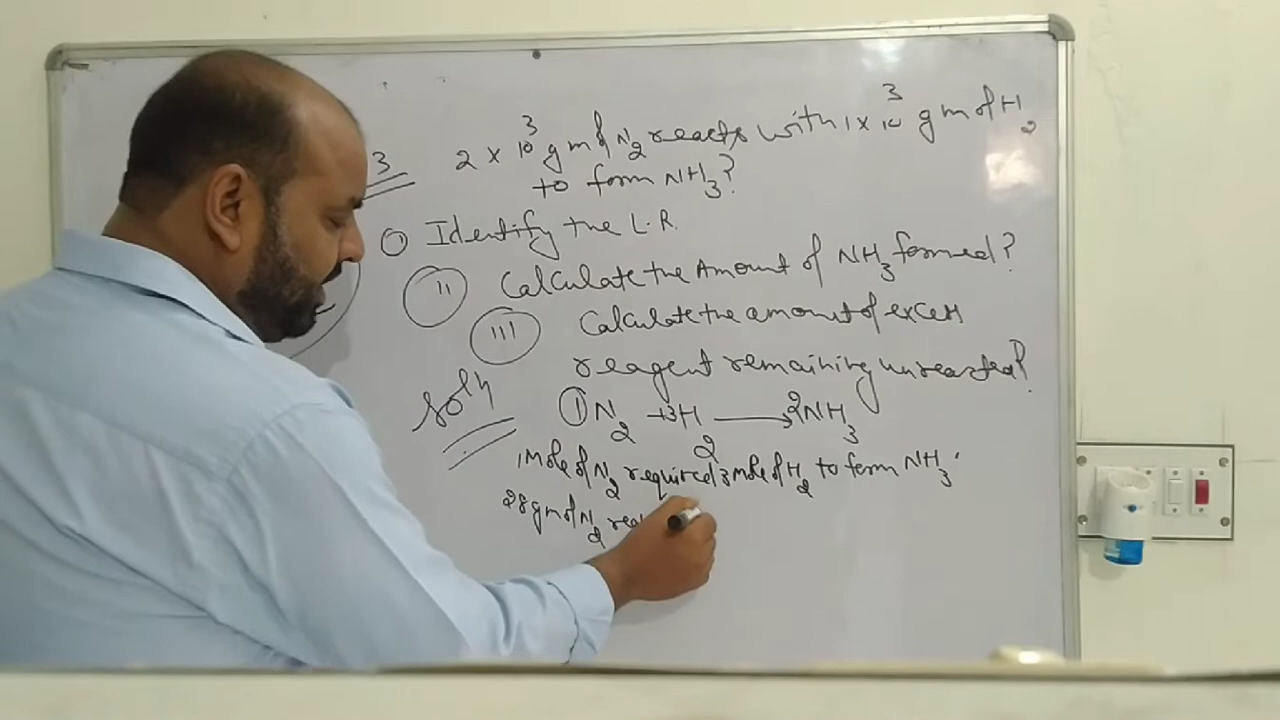 3 2 × 10³ gm of N₂ reacts with 1 × 10³ gm of H₂
to form NH₃?
① Identify the L.R.
(ii) Calculate the Amount of NH₃ formed?
(iii) Calculate the amount of excess
reagent remaining unreacted?
Solⁿ ① N₂ + 3H₂ ⟶ 2NH₃
1 Mole of N₂ required 3 mole of H₂ to form NH₃.
28 gm of N₂